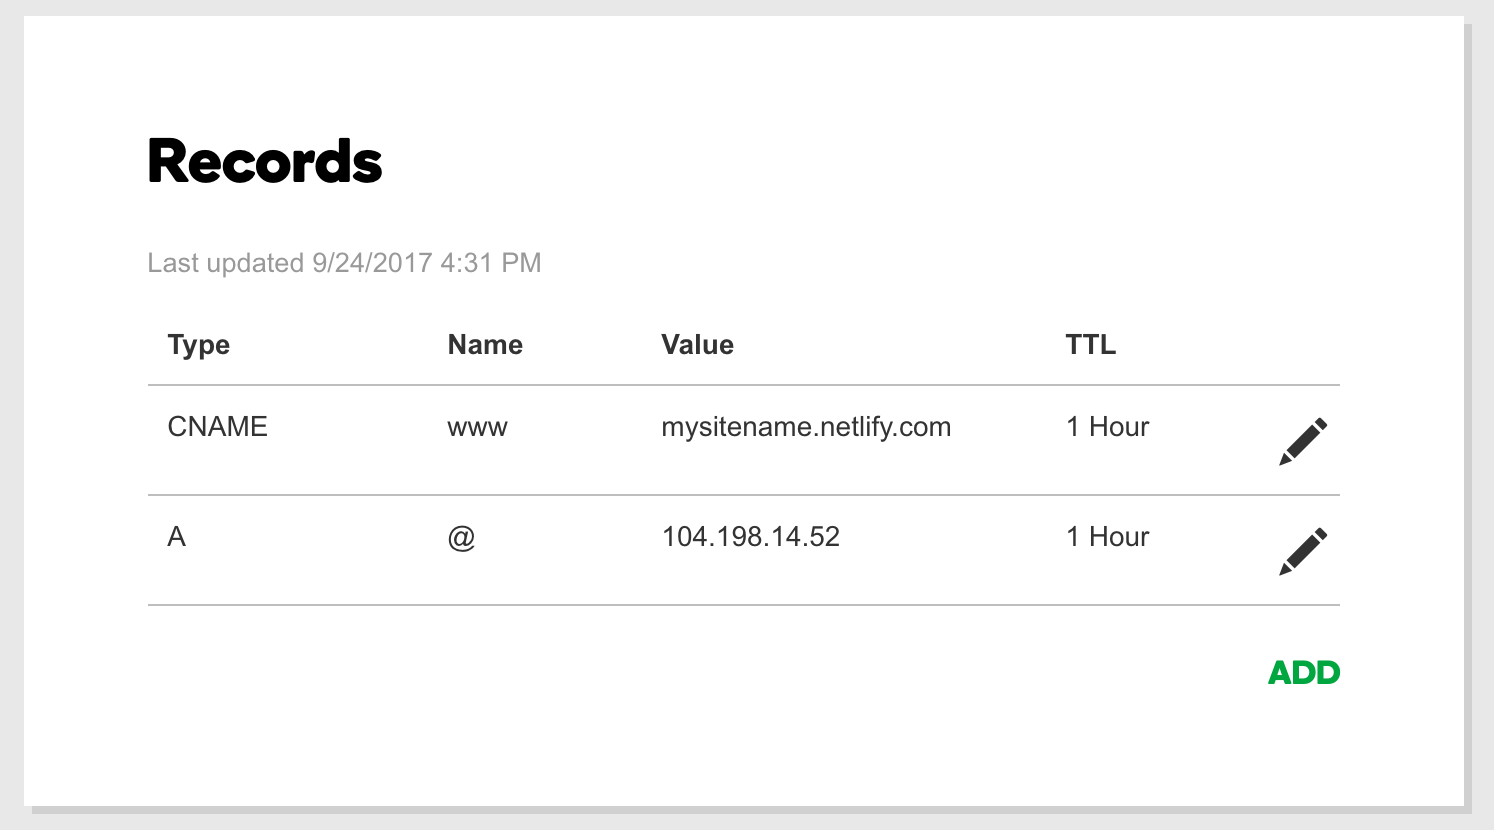 Records
Last updated 9/24/2017 4:31 PM
Type Name Value TTL
CNAME www mysitename.netlify.com 1 Hour
A @ 104.198.14.52 1 Hour
ADD